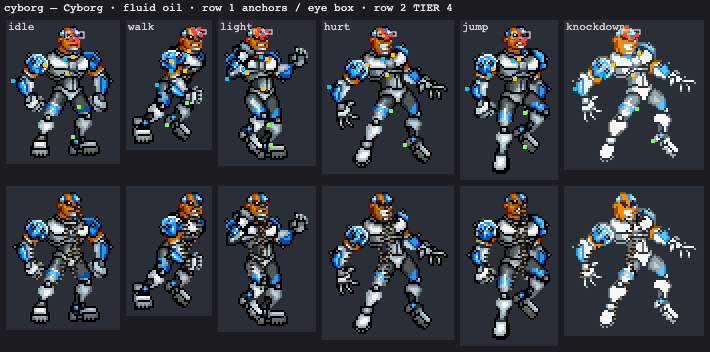 cyborg — Cyborg · fluid oil · row 1 anchors / eye box · row 2 TIER 4
idle
walk
light
hurt
jump
knockdown